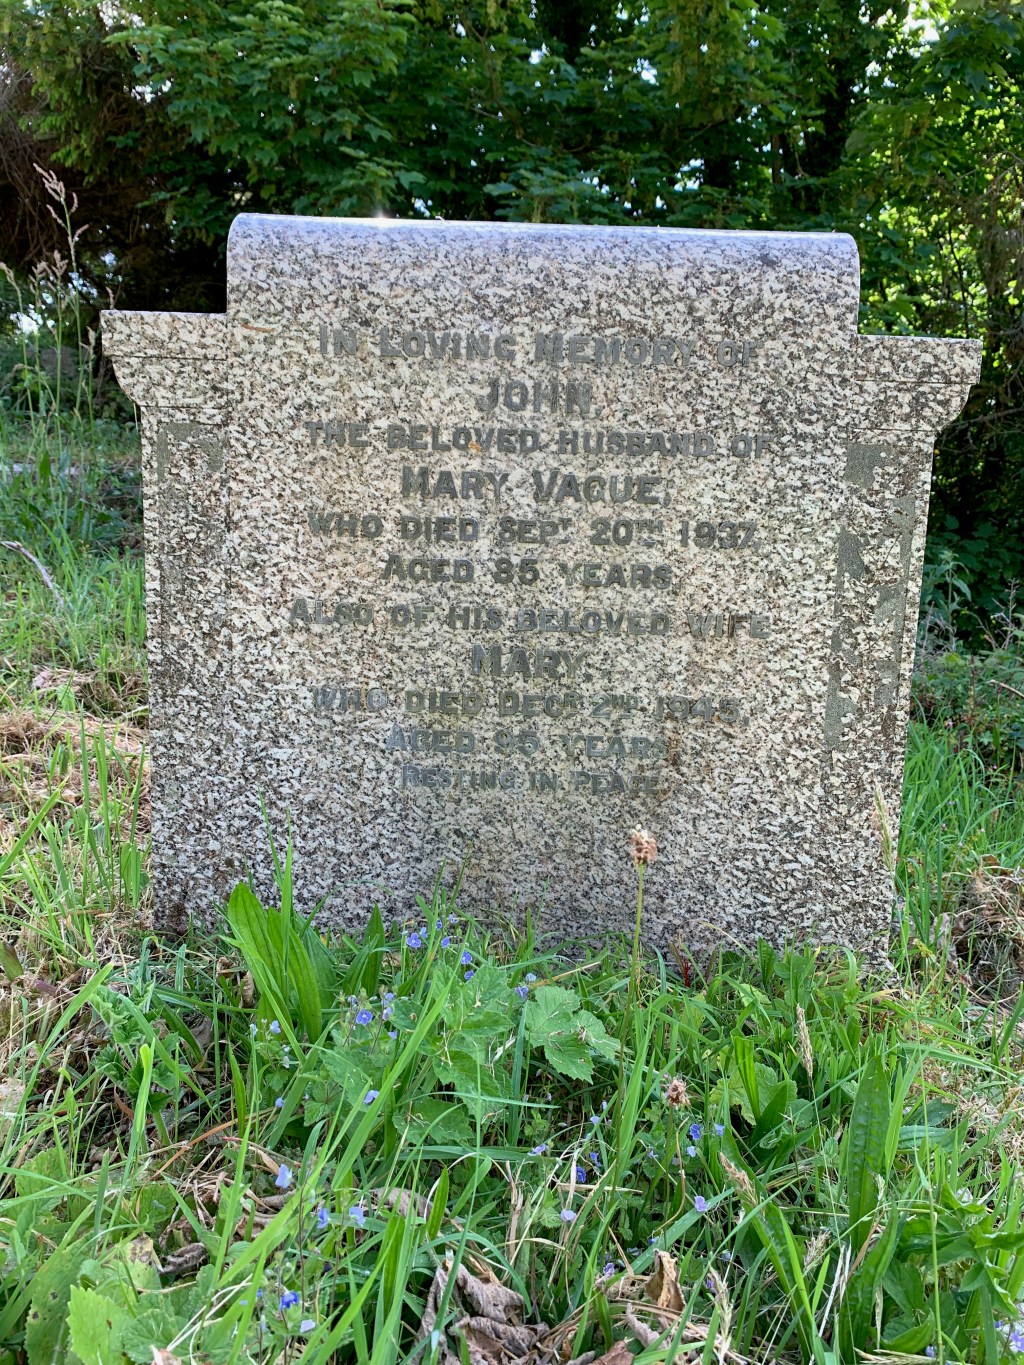 IN LOVING MEMORY OF
JOHN,
THE BELOVED HUSBAND OF
MARY VAGUE,
WHO DIED SEPT 20TH 1937,
AGED 85 YEARS.
ALSO OF HIS BELOVED WIFE
MARY,
WHO DIED DECR 2ND 1945,
AGED 95 YEARS.
RESTING IN PEACE.